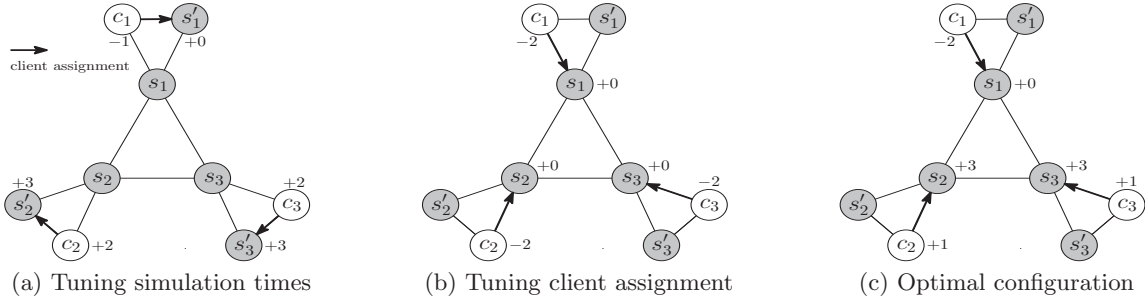 c₁ s′₁
−1 +0
client assignment
s₁
s₂ s₃
+3 +2
s′₂ c₃
c₂ +2 s′₃ +3
(a) Tuning simulation times
c₁ s′₁
−2
s₁ +0
+0 +0
s₂ s₃ −2
s′₂ c₃
c₂ −2 s′₃
(b) Tuning client assignment
c₁ s′₁
−2
s₁ +0
+3 +3
s₂ s₃ +1
s′₂ c₃
c₂ +1 s′₃
(c) Optimal configuration